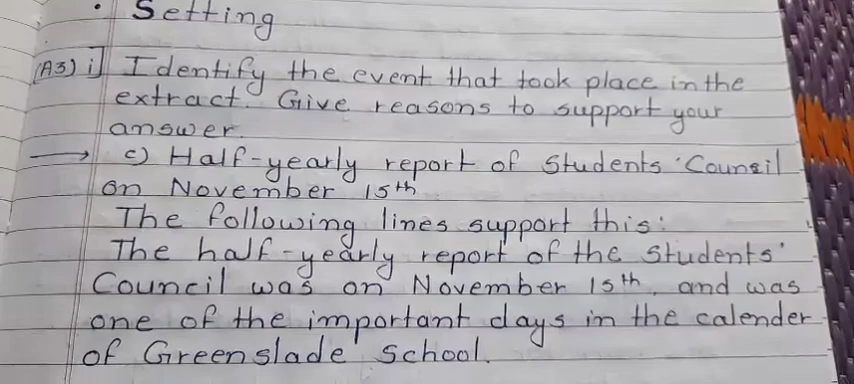 • Setting
(A3) i] Identify the event that took place in the
extract. Give reasons to support your
answer.
→ c) Half-yearly report of Students' Council
on November 15th
The following lines support this:
The half-yearly report of the students'
Council was on November 15th, and was
one of the important days in the calender
of Greenslade School.